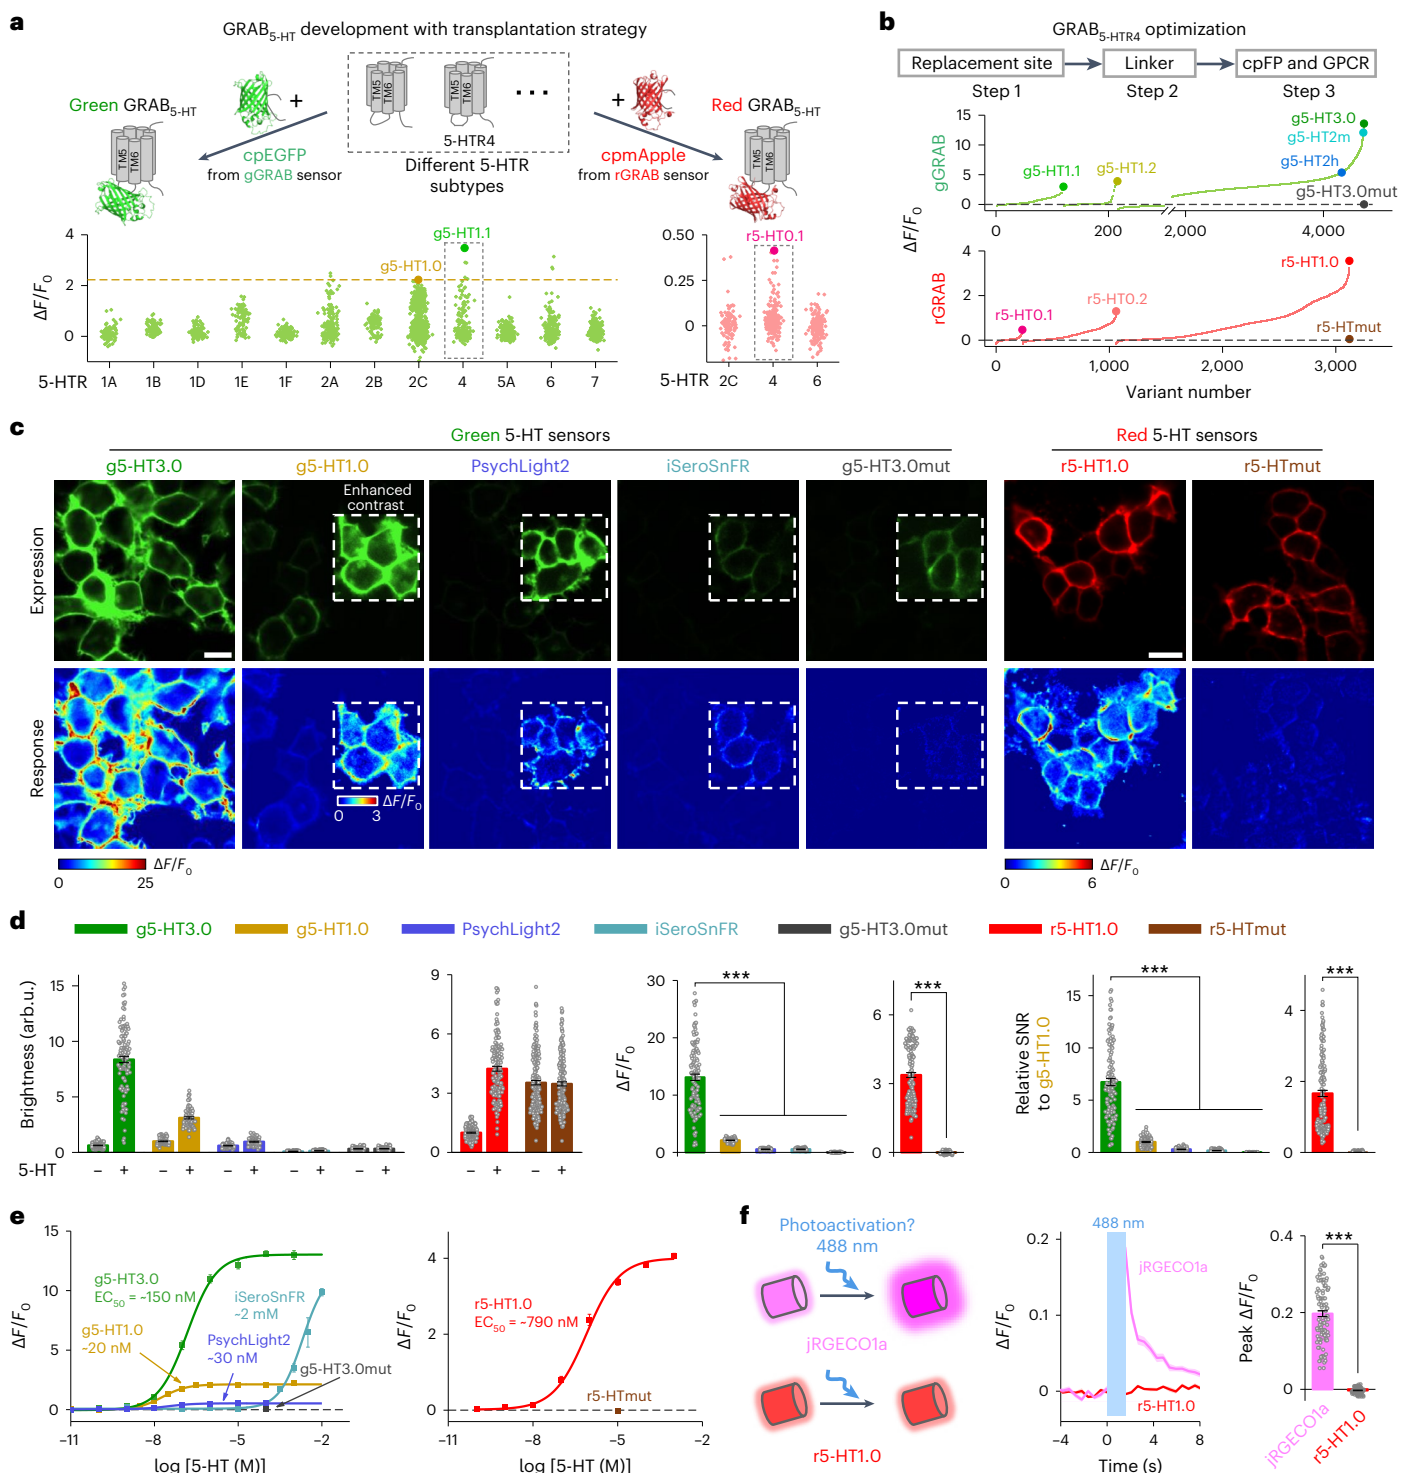 a
GRAB5-HT development with transplantation strategy
Green GRAB5-HT
+
cpEGFP
from gGRAB sensor
TM5
TM6
TM5
TM6
TM5
TM6
...
5-HTR4
Different 5-HTR
subtypes
+
cpmApple
from rGRAB sensor
Red GRAB5-HT
TM5
TM6
ΔF/F0
4
2
0
g5-HT1.1
g5-HT1.0
5-HTR
1A 1B 1D 1E 1F 2A 2B 2C 4 5A 6 7
0.50
0.25
0
r5-HT0.1
5-HTR
2C 4 6
b
GRAB5-HTR4 optimization
Replacement site
Linker
cpFP and GPCR
Step 1
Step 2
Step 3
gGRAB
15
10
5
0
g5-HT3.0
g5-HT2m
g5-HT2h
g5-HT1.1
g5-HT1.2
g5-HT3.0mut
0 200 2,000 4,000
ΔF/F0
rGRAB
4
2
0
r5-HT1.0
r5-HT0.2
r5-HT0.1
r5-HTmut
0 1,000 2,000 3,000
Variant number
c
Green 5-HT sensors
Red 5-HT sensors
g5-HT3.0
g5-HT1.0
PsychLight2
iSeroSnFR
g5-HT3.0mut
r5-HT1.0
r5-HTmut
Expression
Enhanced
contrast
Response
ΔF/F0
0 3
ΔF/F0
0 25
ΔF/F0
0 6
d
g5-HT3.0
g5-HT1.0
PsychLight2
iSeroSnFR
g5-HT3.0mut
r5-HT1.0
r5-HTmut
Brightness (arb.u.)
15
10
5
0
5-HT
− + − + − + − + − +
9
6
3
0
− + − +
ΔF/F0
30
20
10
0
***
6
3
0
***
Relative SNR
to g5-HT1.0
15
10
5
0
***
4
2
0
***
e
ΔF/F0
15
10
5
0
g5-HT3.0
EC50 = ~150 nM
g5-HT1.0
~20 nM
iSeroSnFR
~2 mM
PsychLight2
~30 nM
g5-HT3.0mut
−11 −8 −5 −2
log [5-HT (M)]
ΔF/F0
4
2
0
r5-HT1.0
EC50 = ~790 nM
r5-HTmut
−11 −8 −5 −2
log [5-HT (M)]
f
Photoactivation?
488 nm
jRGECO1a
r5-HT1.0
ΔF/F0
0.2
0.1
0
488 nm
jRGECO1a
r5-HT1.0
−4 0 4 8
Time (s)
Peak ΔF/F0
0.4
0.2
0
***
jRGECO1a
r5-HT1.0